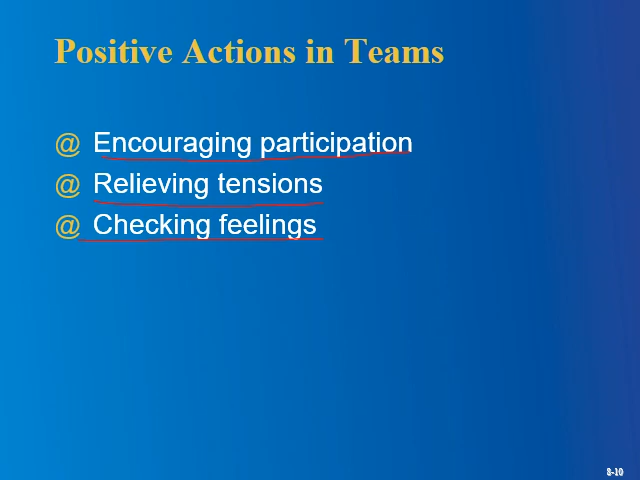 Positive Actions in Teams
@ Encouraging participation
@ Relieving tensions
@ Checking feelings
8-10